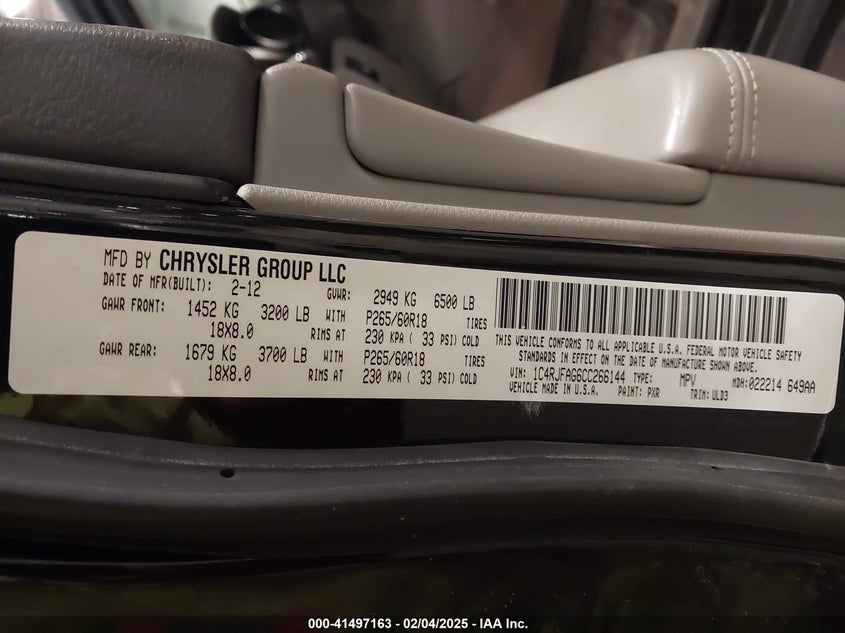 MFD BY CHRYSLER GROUP LLC
DATE OF MFR(BUILT): 2-12 GVWR: 2949 KG 6500 LB
GAWR FRONT: 1452 KG 3200 LB WITH P265/60R18 TIRES
18X8.0 RIMS AT 230 KPA ( 33 PSI) COLD
GAWR REAR: 1679 KG 3700 LB WITH P265/60R18 TIRES
18X8.0 RIMS AT 230 KPA ( 33 PSI) COLD
THIS VEHICLE CONFORMS TO ALL APPLICABLE U.S.A. FEDERAL MOTOR VEHICLE SAFETY
STANDARDS IN EFFECT ON THE DATE OF MANUFACTURE SHOWN ABOVE.
VIN: 1C4RJFAG6CC266144 TYPE: MPV MDH:022214 649AA
VEHICLE MADE IN U.S.A. PAINT: PXR TRIM: ULD3
000-41497163 - 02/04/2025 - IAA Inc.